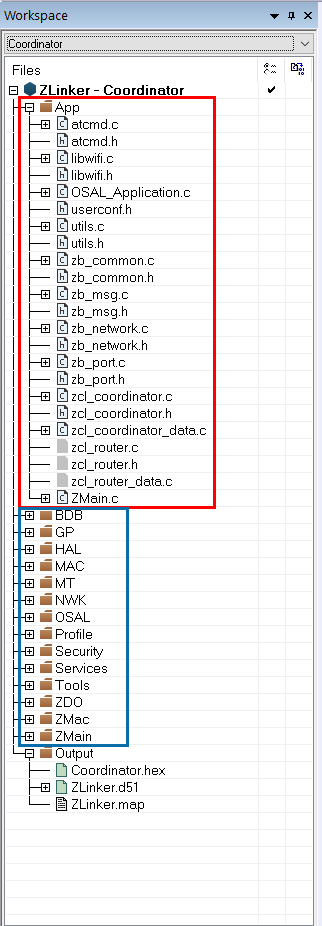 Workspace
Coordinator
Files
ZLinker - Coordinator
App
atcmd.c
atcmd.h
libwifi.c
libwifi.h
OSAL_Application.c
userconf.h
utils.c
utils.h
zb_common.c
zb_common.h
zb_msg.c
zb_msg.h
zb_network.c
zb_network.h
zb_port.c
zb_port.h
zcl_coordinator.c
zcl_coordinator.h
zcl_coordinator_data.c
zcl_router.c
zcl_router.h
zcl_router_data.c
ZMain.c
BDB
GP
HAL
MAC
MT
NWK
OSAL
Profile
Security
Services
Tools
ZDO
ZMac
ZMain
Output
Coordinator.hex
ZLinker.d51
ZLinker.map